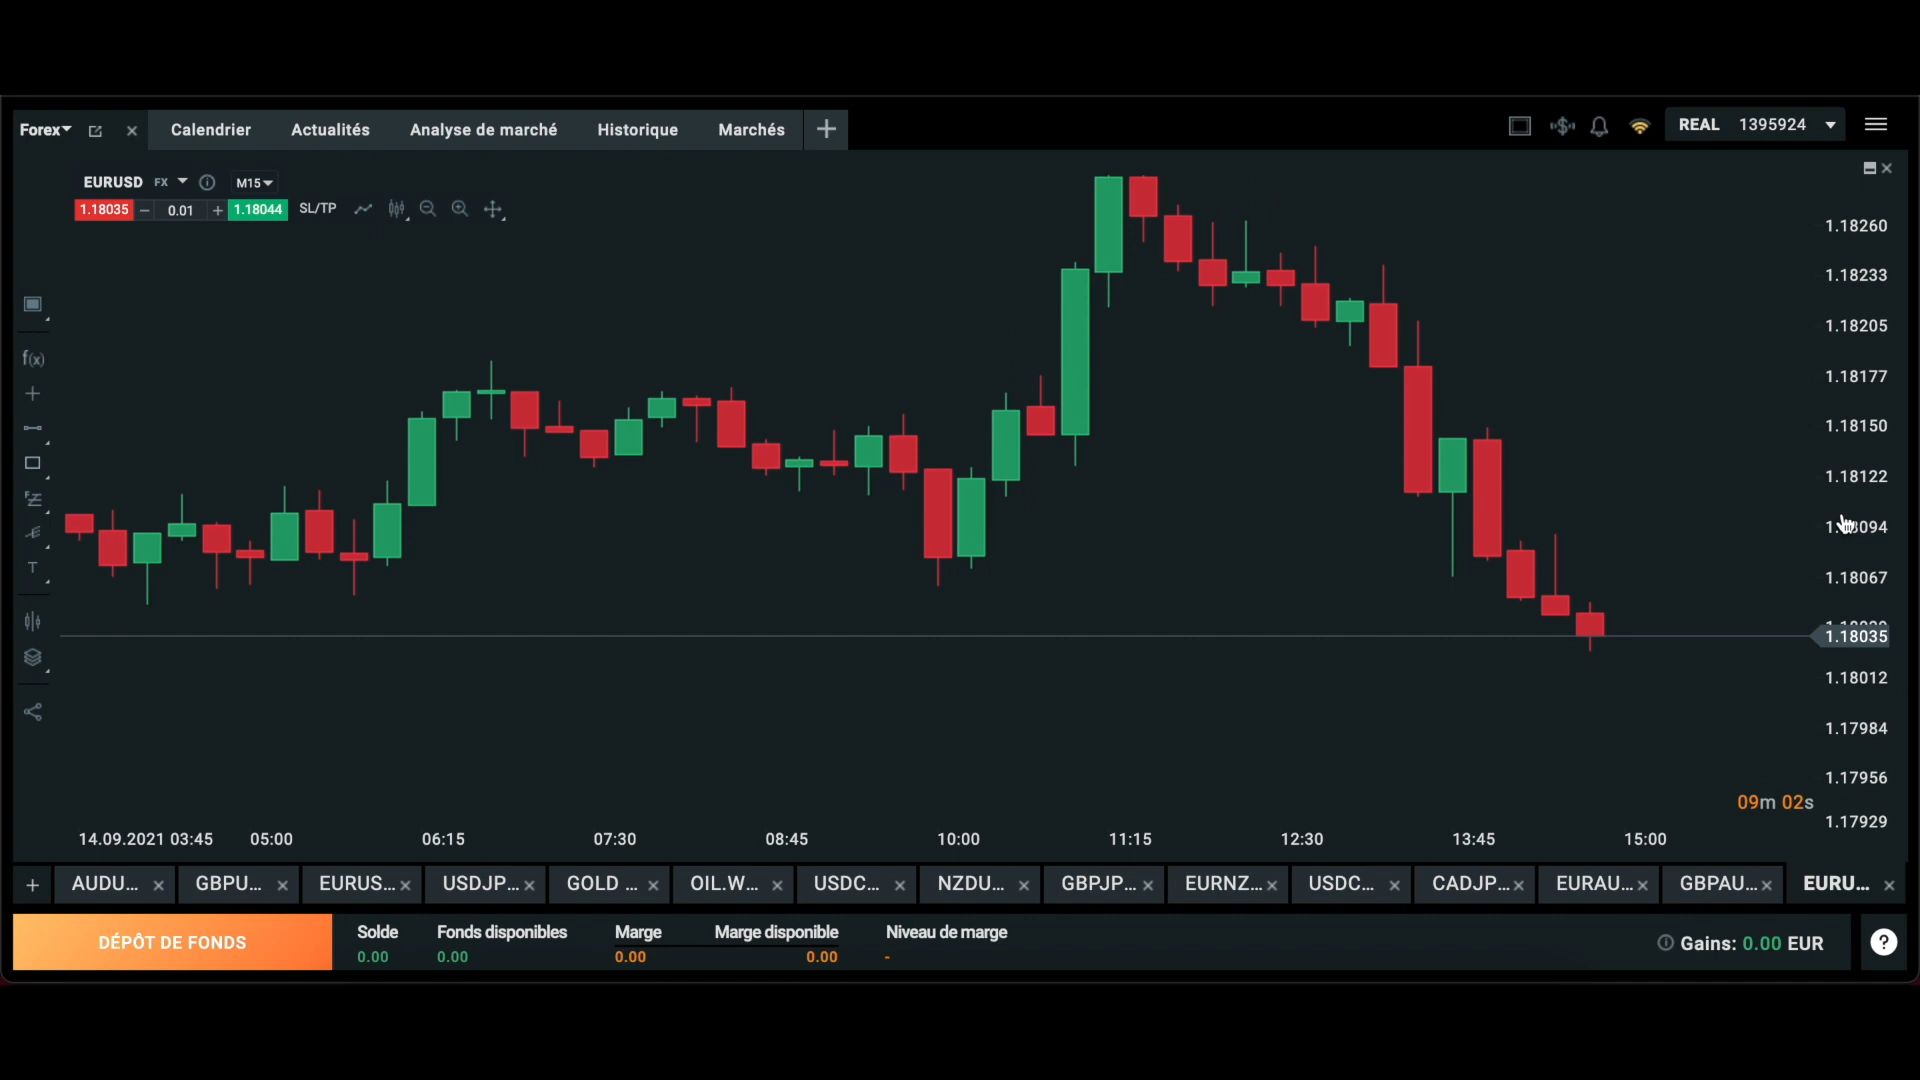 Forex
Calendrier
Actualités
Analyse de marché
Historique
Marchés
REAL 1395924
EURUSD FX M15
1.18035 − 0.01 + 1.18044 SL/TP
f(x)
T
1.18260
1.18233
1.18205
1.18177
1.18150
1.18122
1.18094
1.18067
1.18035
1.18012
1.17984
1.17956
1.17929
09m 02s
14.09.2021 03:45 05:00 06:15 07:30 08:45 10:00 11:15 12:30 13:45 15:00
+ AUDU... × GBPU... × EURUS... × USDJP... × GOLD ... × OIL.W... × USDC... × NZDU... × GBPJP... × EURNZ... × USDC... × CADJP... × EURAU... × GBPAU... × EURU... ×
DÉPÔT DE FONDS
Solde Fonds disponibles Marge Marge disponible Niveau de marge
0.00 0.00 0.00 0.00 -
Gains: 0.00 EUR
?